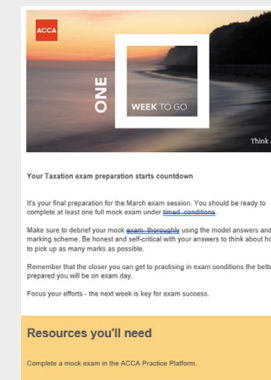 ACCA
ONE
WEEK TO GO
Think
Your Taxation exam preparation starts countdown
It's your final preparation for the March exam session. You should be ready to
complete at least one full mock exam under timed conditions.
Make sure to debrief your mock exam thoroughly using the model answers and
marking scheme. Be honest and self-critical with your answers to think about ho
to pick up as many marks as possible.
Remember that the closer you can get to practising in exam conditions the bette
prepared you will be on exam day.
Focus your efforts - the next week is key for exam success.
Resources you'll need
Complete a mock exam in the ACCA Practice Platform.